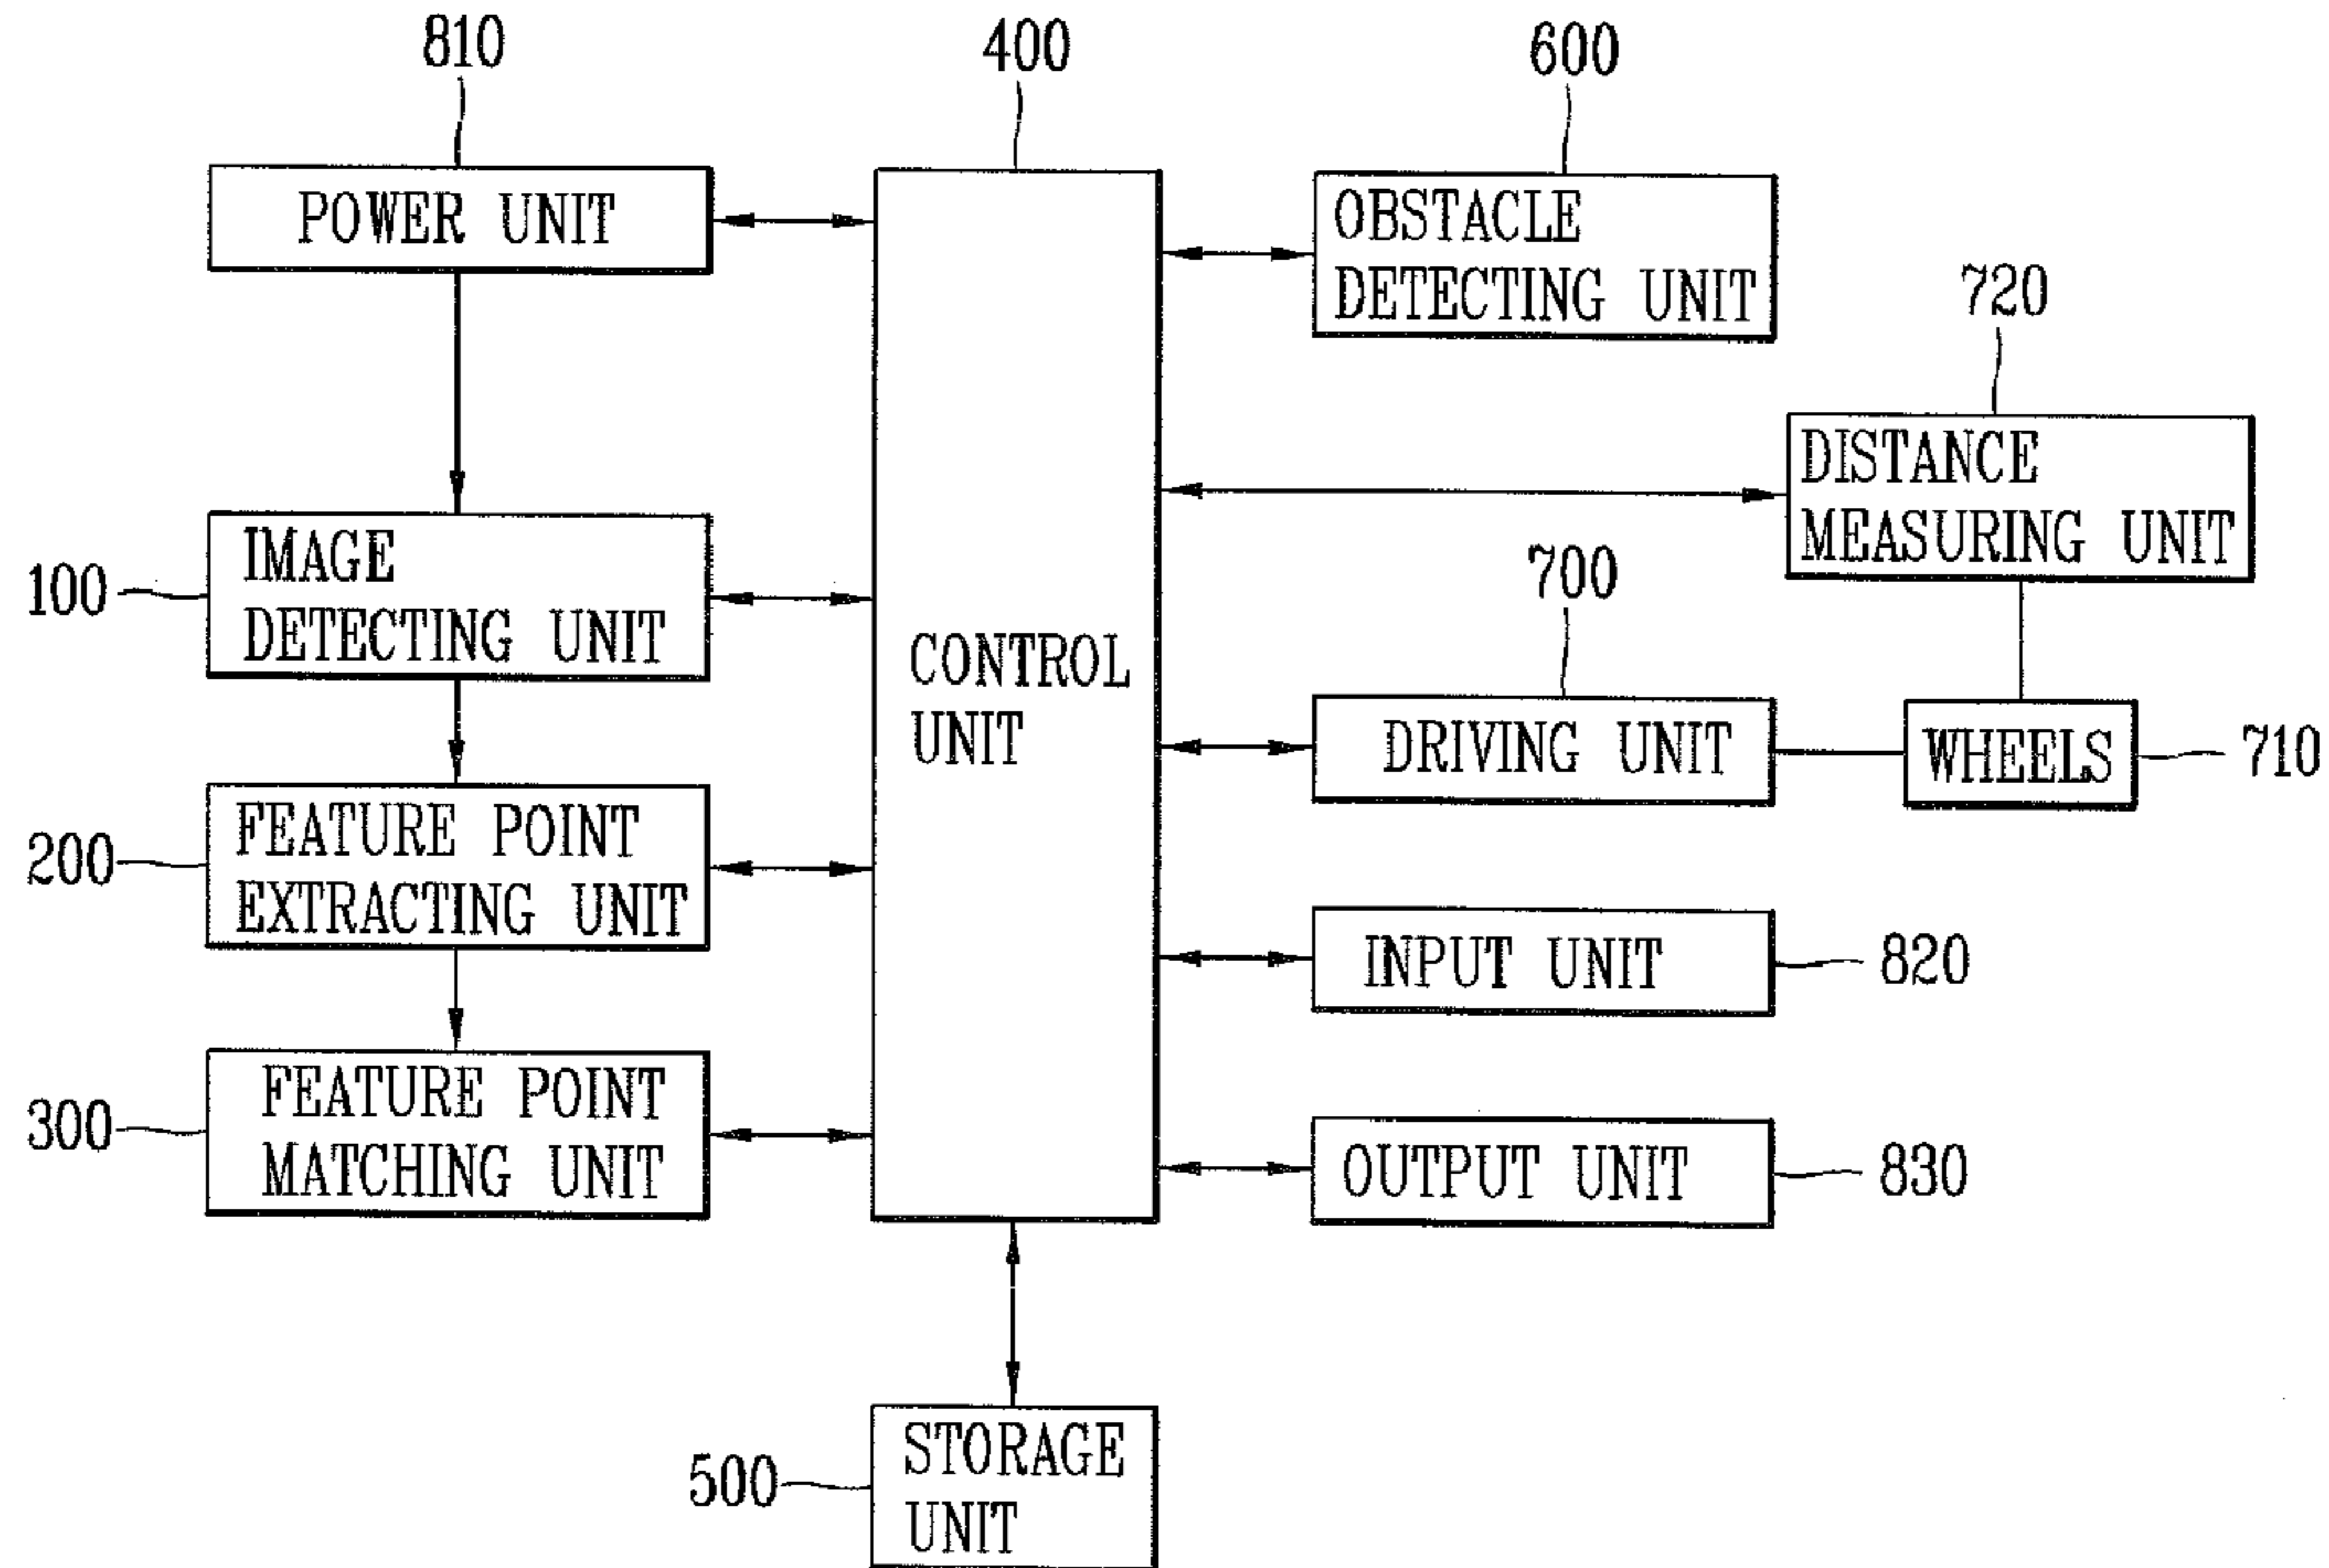 810
400
600
POWER UNIT
OBSTACLE
DETECTING UNIT
720
DISTANCE
MEASURING UNIT
100
IMAGE
DETECTING UNIT
700
CONTROL
UNIT
DRIVING UNIT
WHEELS
710
200
FEATURE POINT
EXTRACTING UNIT
INPUT UNIT
820
300
FEATURE POINT
MATCHING UNIT
OUTPUT UNIT
830
500
STORAGE
UNIT